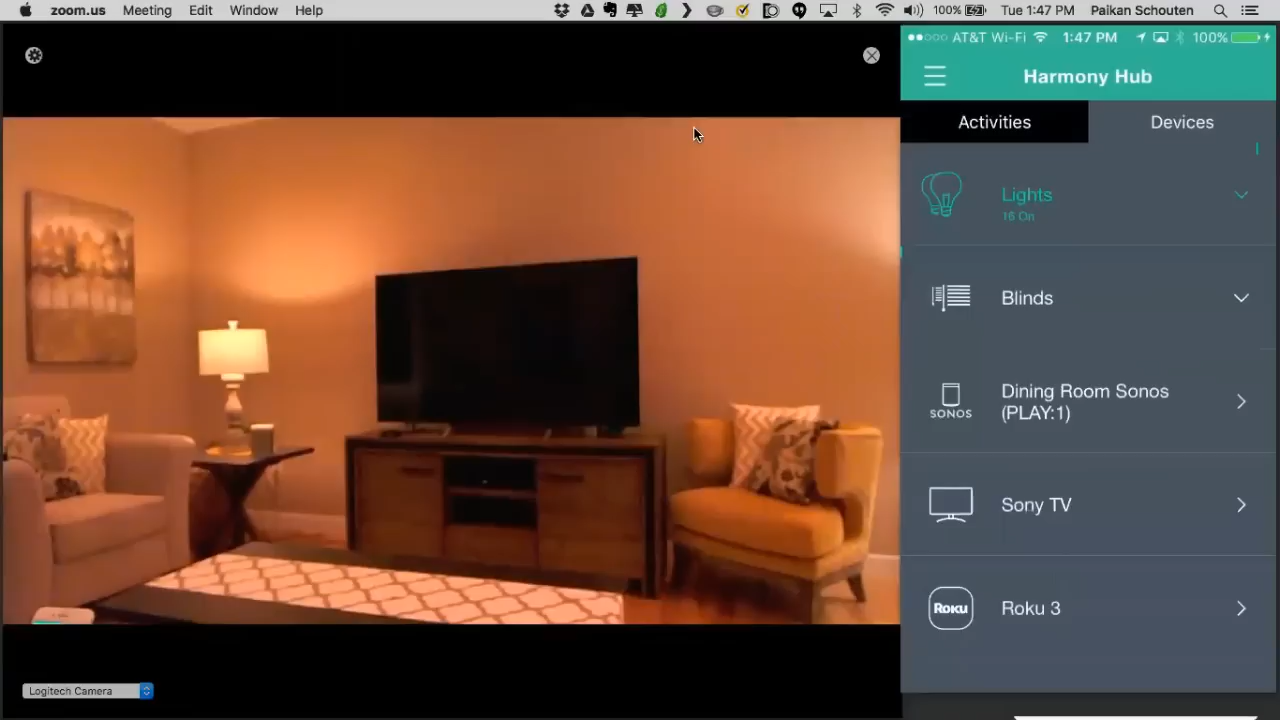 zoom.us Meeting Edit Window Help 100% Tue 1:47 PM Paikan Schouten
AT&T Wi-Fi 1:47 PM 100%
Harmony Hub
Activities Devices
Lights
16 On
Blinds
Dining Room Sonos
(PLAY:1)
SONOS
Sony TV
Roku
Roku 3
Logitech Camera